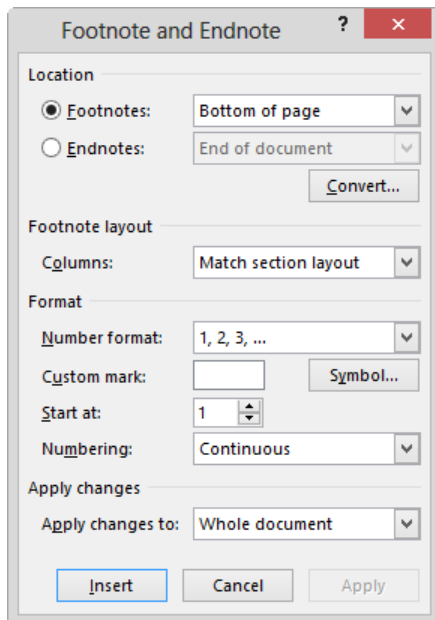 Footnote and Endnote ?
Location
Footnotes: Bottom of page
Endnotes: End of document
Convert...
Footnote layout
Columns: Match section layout
Format
Number format: 1, 2, 3, ...
Custom mark: Symbol...
Start at: 1
Numbering: Continuous
Apply changes
Apply changes to: Whole document
Insert Cancel Apply